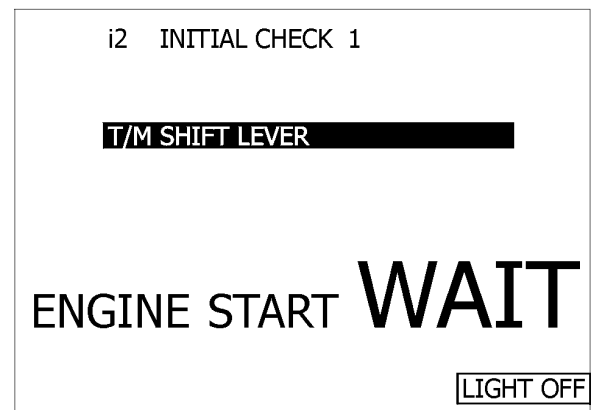 i2 INITIAL CHECK 1
T/M SHIFT LEVER
ENGINE START WAIT
LIGHT OFF